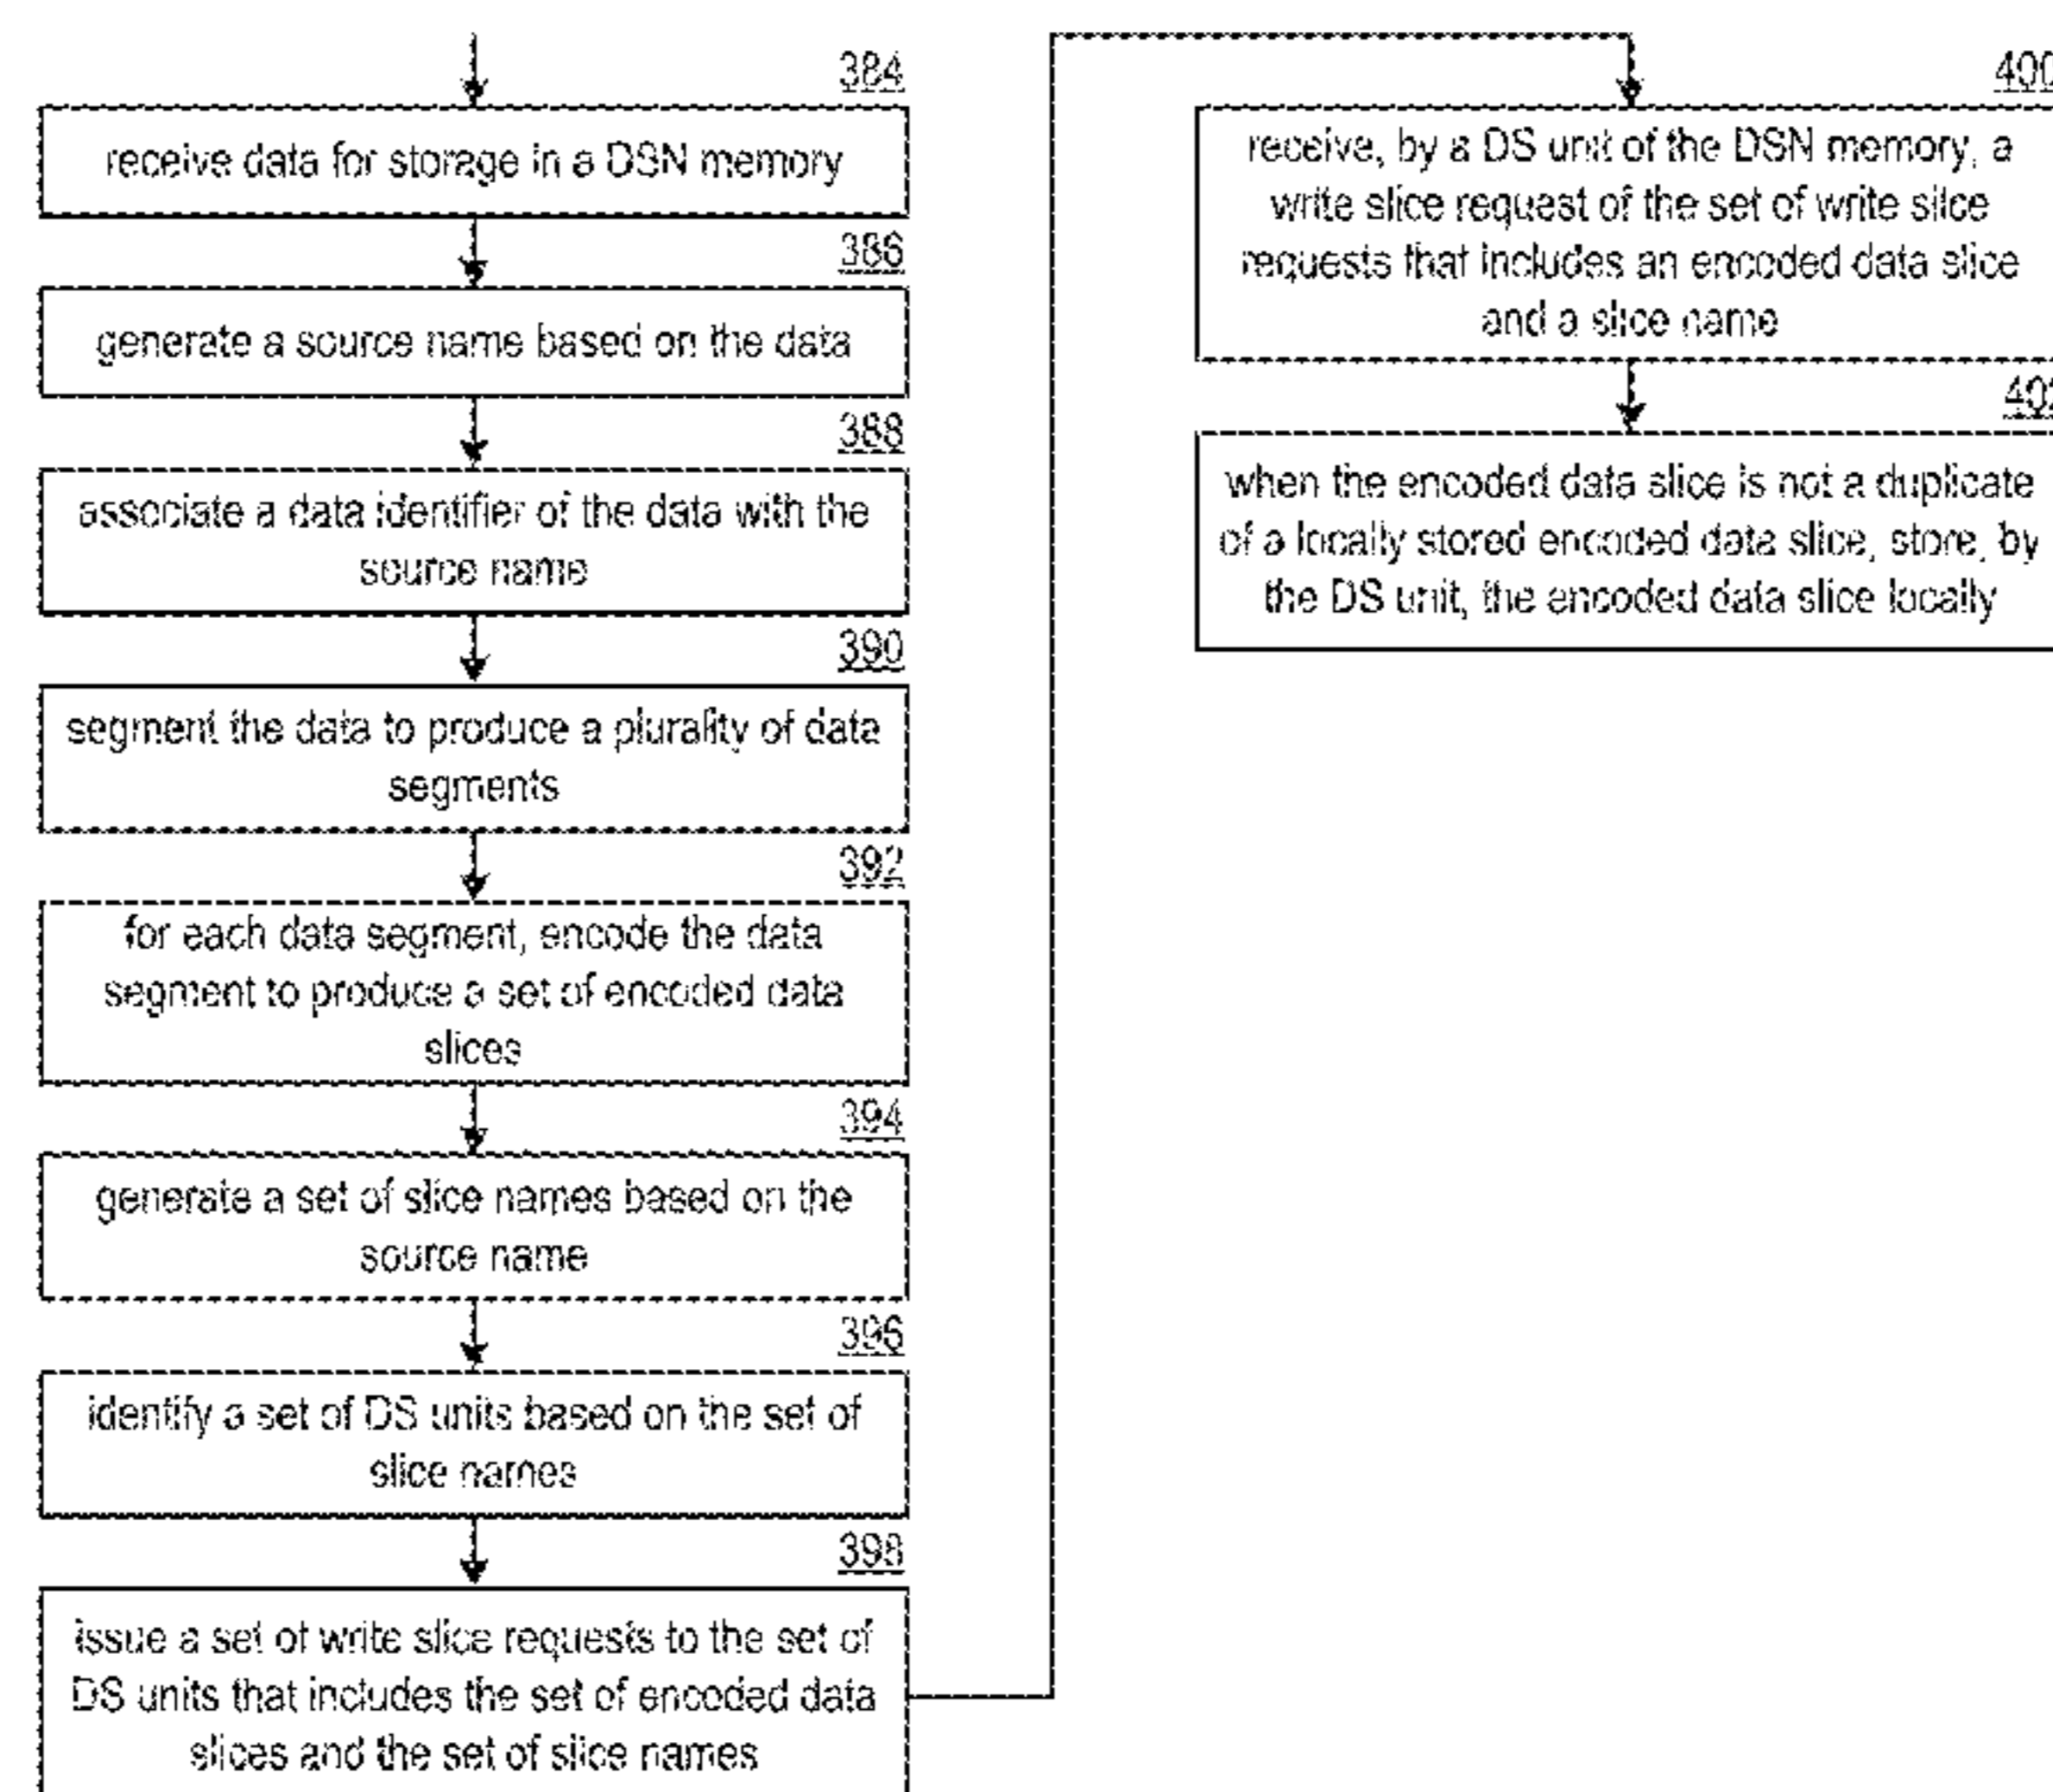 384
receive data for storage in a DSN memory
386
generate a source name based on the data
388
associate a data identifier of the data with the
source name
390
segment the data to produce a plurality of data
segments
392
for each data segment, encode the data
segment to produce a set of encoded data
slices
394
generate a set of slice names based on the
source name
396
identify a set of DS units based on the set of
slice names
398
issue a set of write slice requests to the set of
DS units that includes the set of encoded data
slices and the set of slice names
400
receive, by a DS unit of the DSN memory, a
write slice request of the set of write slice
requests that includes an encoded data slice
and a slice name
402
when the encoded data slice is not a duplicate
of a locally stored encoded data slice, store, by
the DS unit, the encoded data slice locally